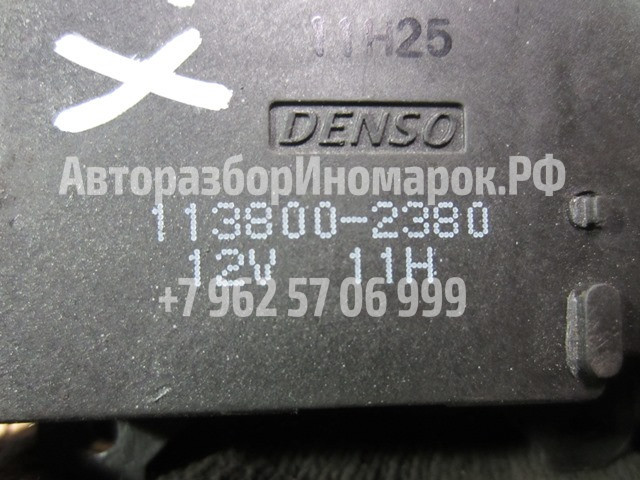 11H25
DENSO
АвторазборИномарок.РФ
113800-2380
12V 11H
+7 962 57 06 999